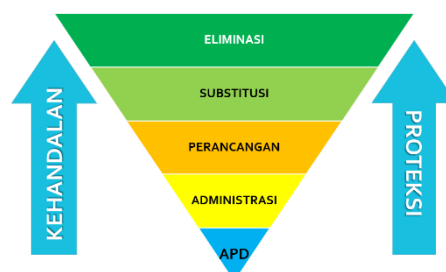 ELIMINASI
SUBSTITUSI
PERANCANGAN
ADMINISTRASI
APD
KEHANDALAN
PROTEKSI